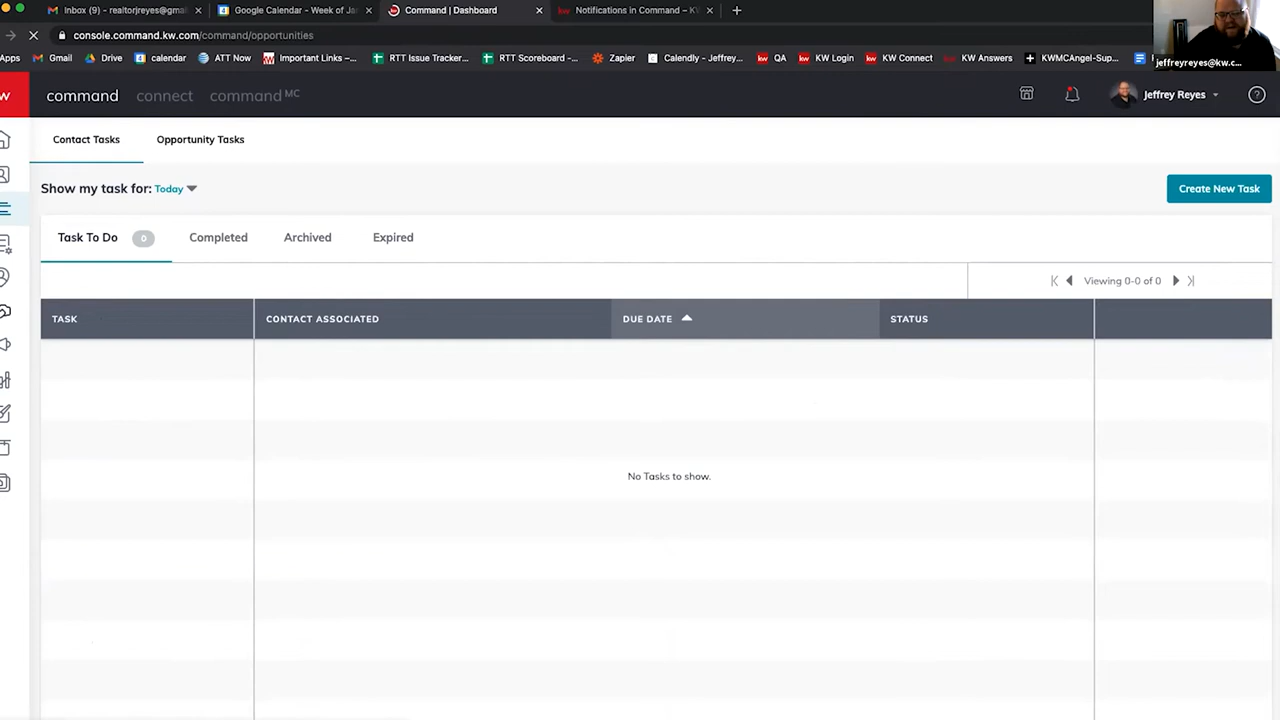 Inbox (9) - realtorjreyes@gmai
Google Calendar - Week of Ja
Command | Dashboard
Notifications in Command – KW
console.command.kw.com/command/opportunities
Apps
Gmail
Drive
calendar
ATT Now
Important Links –...
RTT Issue Tracker...
RTT Scoreboard -...
Zapier
Calendly - Jeffrey...
QA
KW Login
KW Connect
KW Answers
KWMCAngel-Sup...
jeffreyreyes@kw.c...
w
command
connect
command MC
Jeffrey Reyes
Contact Tasks
Opportunity Tasks
Show my task for: Today
Create New Task
Task To Do 0
Completed
Archived
Expired
Viewing 0-0 of 0
TASK
CONTACT ASSOCIATED
DUE DATE
STATUS
No Tasks to show.